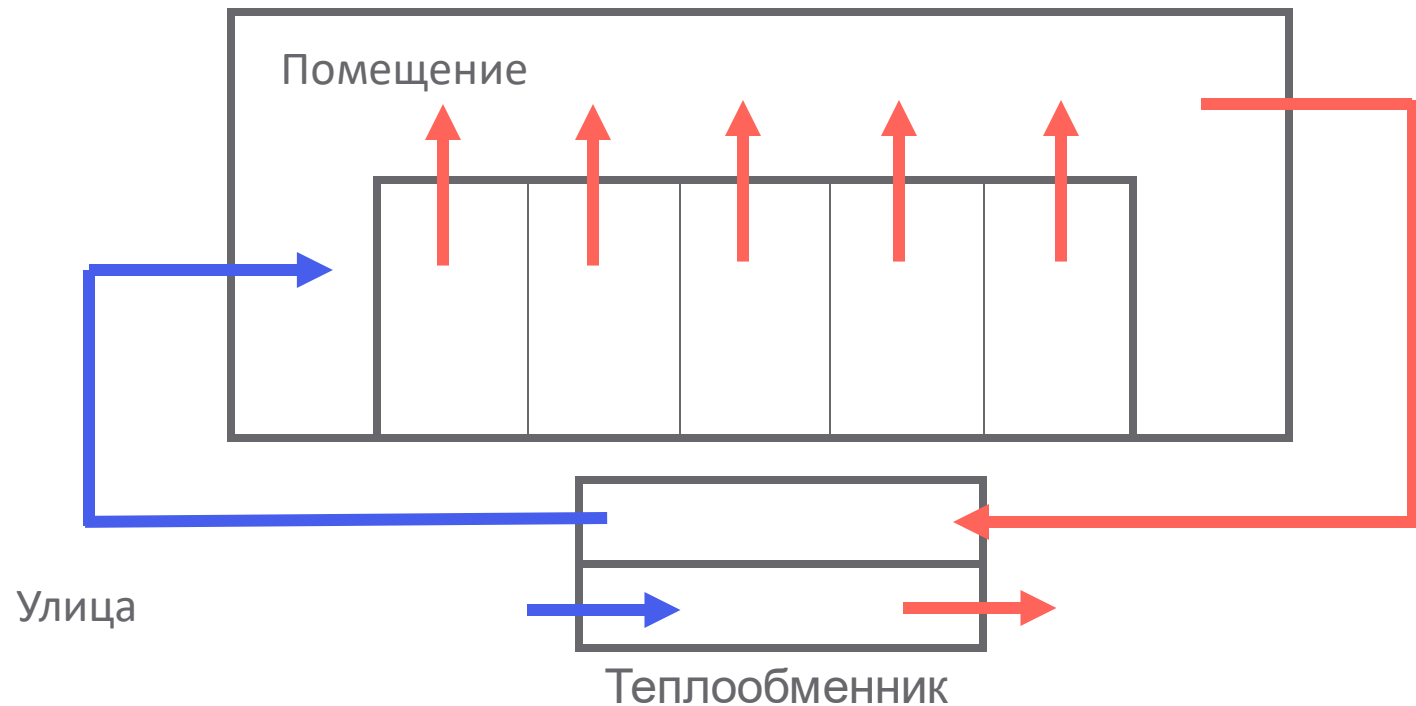 Помещение
Улица
Теплообменник